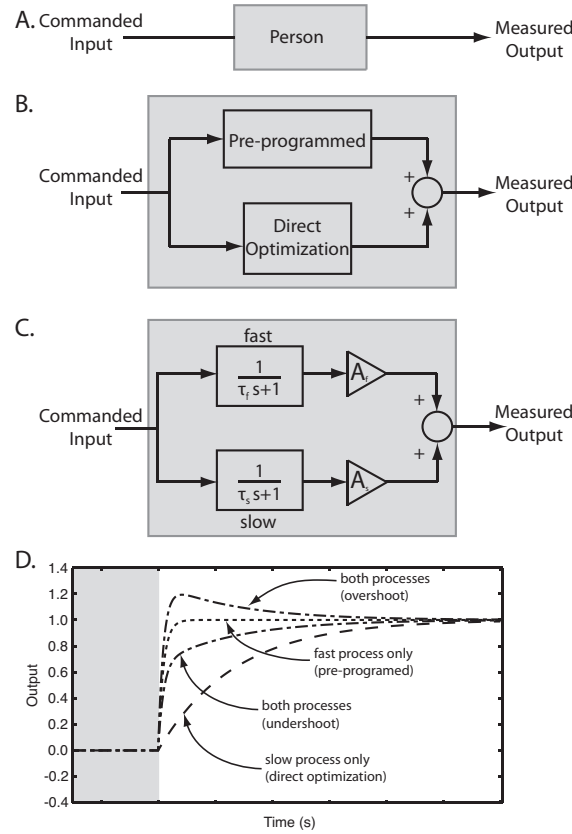 A.
Commanded
Input
Person
Measured
Output
B.
Commanded
Input
Pre-programmed
Direct
Optimization
+
+
Measured
Output
C.
Commanded
Input
fast
1
τf s+1
Af
1
τs s+1
slow
As
+
+
Measured
Output
D.
Output
1.4
1.2
1.0
0.8
0.6
0.4
0.2
0.0
-0.2
-0.4
both processes
(overshoot)
fast process only
(pre-programed)
both processes
(undershoot)
slow process only
(direct optimization)
Time (s)